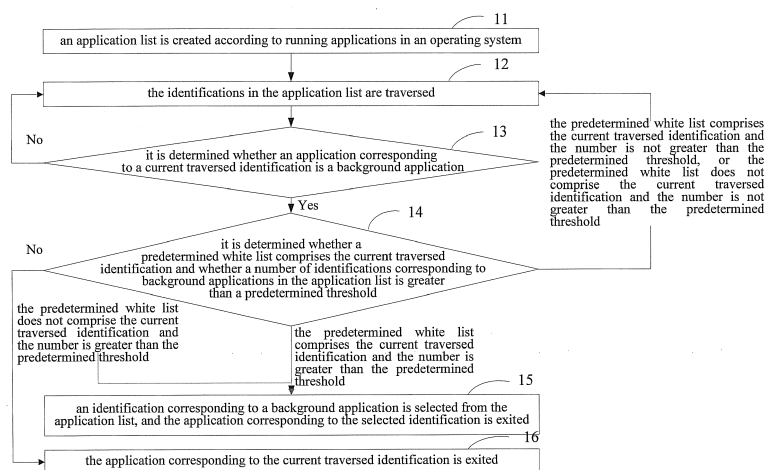 11
an application list is created according to running applications in an operating system
12
the identifications in the application list are traversed
No
13
it is determined whether an application corresponding
to a current traversed identification is a background application
the predetermined white list comprises
the current traversed identification and
the number is not greater than the
predetermined threshold, or the
predetermined white list does not
comprise the current traversed
identification and the number is not
greater than the predetermined
threshold
Yes
14
No
it is determined whether a
predetermined white list comprises the current traversed
identification and whether a number of identifications corresponding to
background applications in the application list is greater
than a predetermined threshold
the predetermined white list
does not comprise the current
traversed identification and
the number is greater than the
predetermined threshold
the predetermined white list
comprises the current traversed
identification and the number is
greater than the predetermined
threshold
15
an identification corresponding to a background application is selected from the
application list, and the application corresponding to the selected identification is exited
16
the application corresponding to the current traversed identification is exited